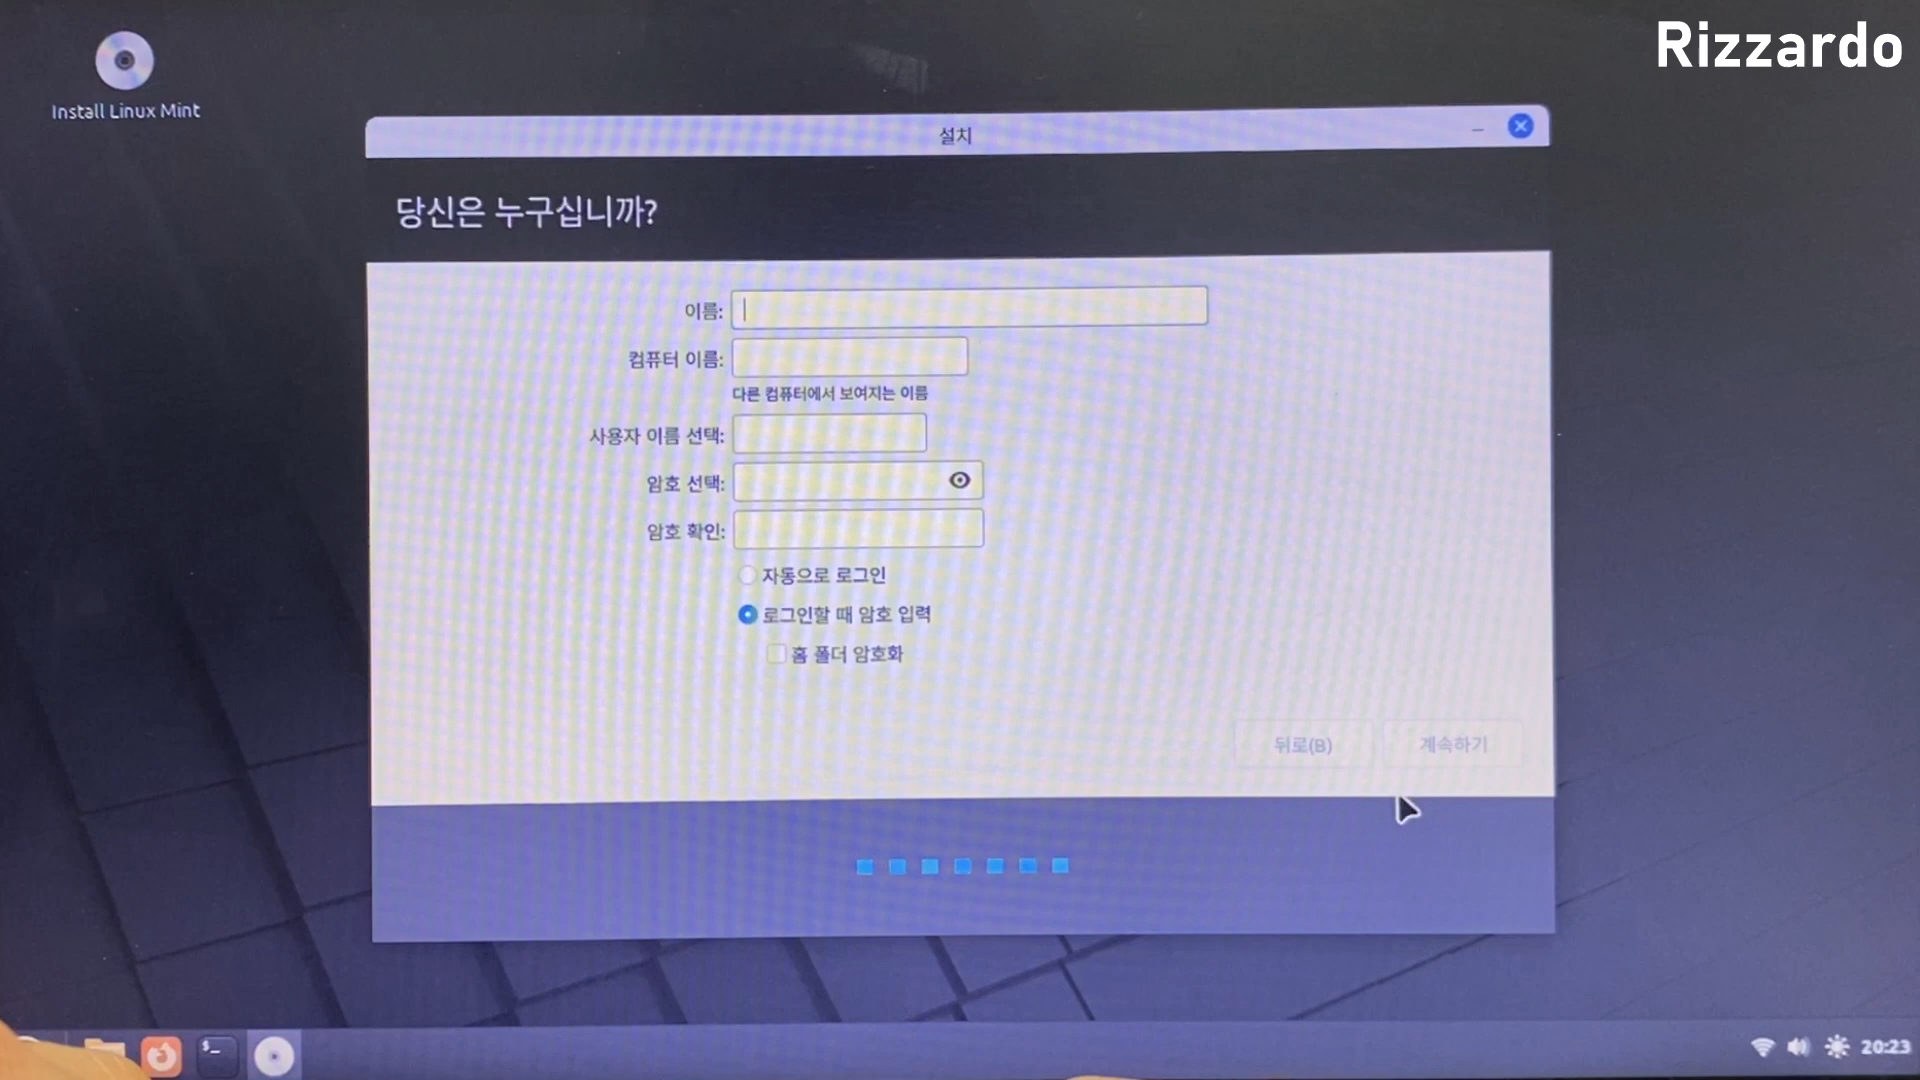 Rizzardo
Install Linux Mint
설치
당신은 누구십니까?
이름:
컴퓨터 이름:
다른 컴퓨터에서 보여지는 이름
사용자 이름 선택:
암호 선택:
암호 확인:
자동으로 로그인
로그인할 때 암호 입력
홈 폴더 암호화
뒤로(B)
계속하기
$_
20:23